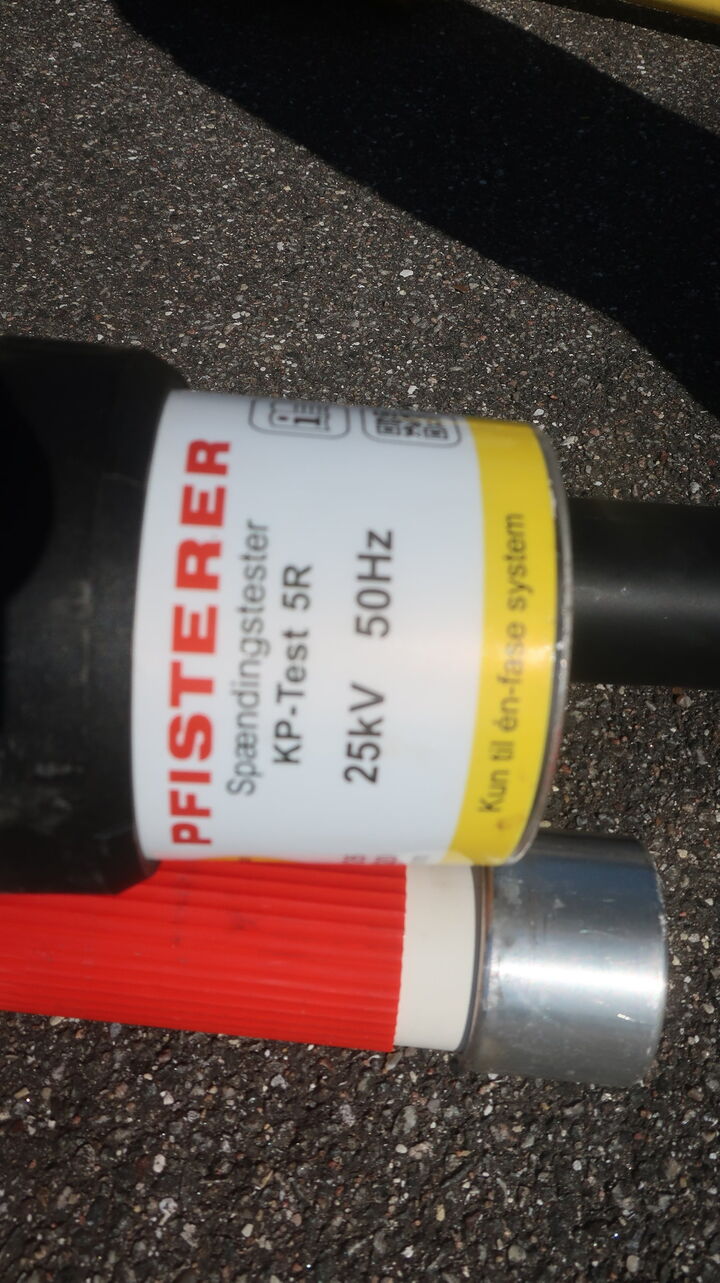 PFISTERER
Spændingstester
KP-Test 5R
25kV 50Hz
Kun til én-fase system